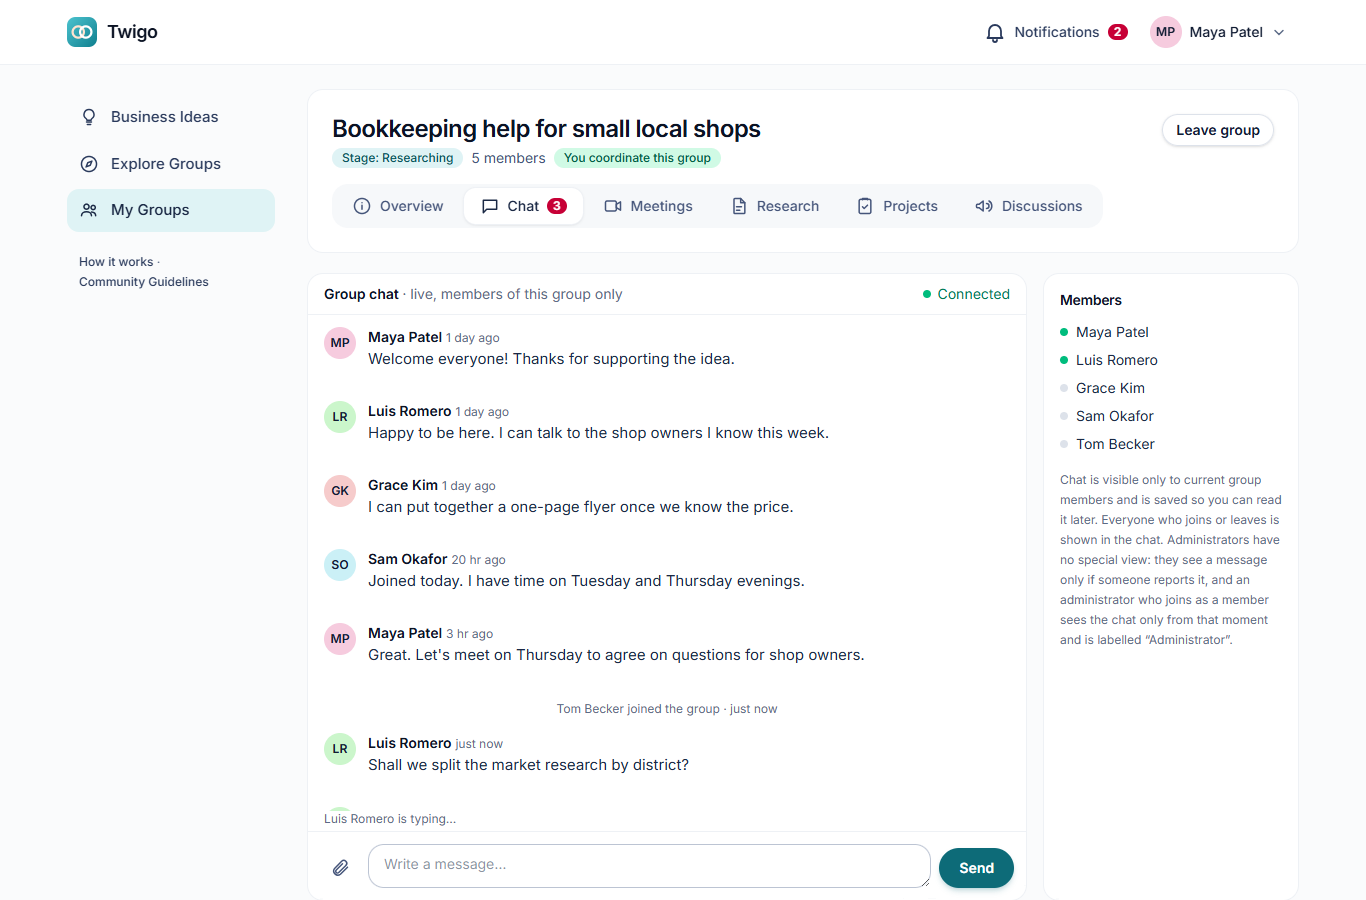 Twigo
Notifications 2
MP Maya Patel
Business Ideas
Explore Groups
My Groups
How it works ·
Community Guidelines
Bookkeeping help for small local shops
Leave group
Stage: Researching 5 members You coordinate this group
Overview Chat 3 Meetings Research Projects Discussions
Group chat · live, members of this group only Connected
MP Maya Patel 1 day ago
Welcome everyone! Thanks for supporting the idea.
LR Luis Romero 1 day ago
Happy to be here. I can talk to the shop owners I know this week.
GK Grace Kim 1 day ago
I can put together a one-page flyer once we know the price.
SO Sam Okafor 20 hr ago
Joined today. I have time on Tuesday and Thursday evenings.
MP Maya Patel 3 hr ago
Great. Let's meet on Thursday to agree on questions for shop owners.
Tom Becker joined the group · just now
LR Luis Romero just now
Shall we split the market research by district?
Luis Romero is typing...
Write a message...
Send
Members
Maya Patel
Luis Romero
Grace Kim
Sam Okafor
Tom Becker
Chat is visible only to current group
members and is saved so you can read
it later. Everyone who joins or leaves is
shown in the chat. Administrators have
no special view: they see a message
only if someone reports it, and an
administrator who joins as a member
sees the chat only from that moment
and is labelled “Administrator”.